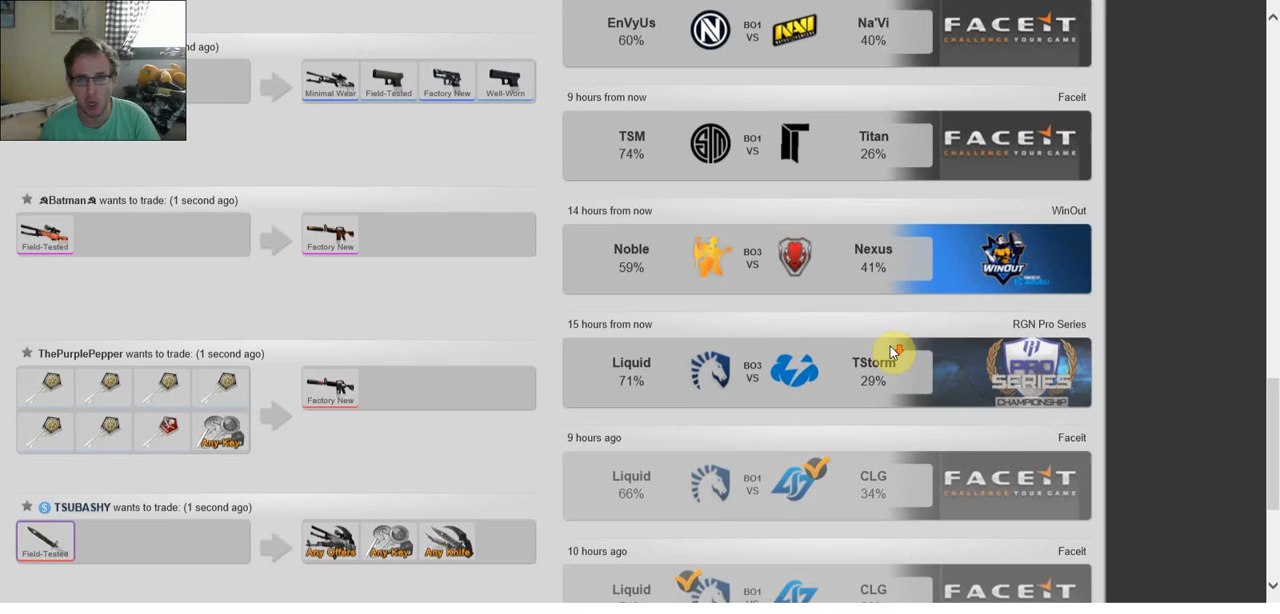 nd ago)
Minimal Wear Field-Tested Factory New Well-Worn
Batman wants to trade: (1 second ago)
Field-Tested
Factory New
ThePurplePepper wants to trade: (1 second ago)
Any-Key
Factory New
S TSUBASHY wants to trade: (1 second ago)
Field-Tested
Any Offers Any-Key Any Knife
EnVyUs BO1 Na'Vi
60% VS 40%
NATUS VINCERE
FACEIT
CHALLENGE YOUR GAME
9 hours from now Faceit
TSM BO1 Titan
74% VS 26%
FACEIT
CHALLENGE YOUR GAME
14 hours from now WinOut
Noble BO3 Nexus
59% VS 41%
WINOUT
15 hours from now RGN Pro Series
Liquid BO3 TStorm
71% VS 29%
PRO
SERIES
CHAMPIONSHIP
9 hours ago Faceit
Liquid BO1 CLG
66% VS 34%
FACEIT
CHALLENGE YOUR GAME
10 hours ago Faceit
Liquid BO1 CLG
FACEIT